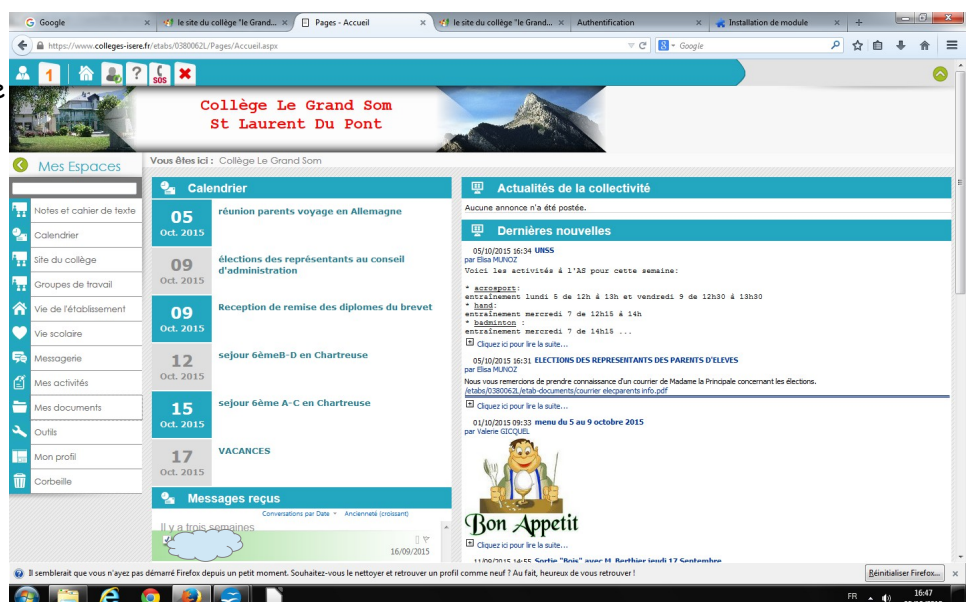 Google
le site du collège "le Grand...
Pages - Accueil
le site du collège "le Grand...
Authentification
Installation de module
https://www.colleges-isere.fr/etabs/0380062L/Pages/Accueil.aspx
Google
1
?
SOS
e
Collège Le Grand Som
St Laurent Du Pont
Mes Espaces
Vous êtes ici : Collège Le Grand Som
Notes et cahier de texte
Calendrier
Site du collège
Groupes de travail
Vie de l'établissement
Vie scolaire
Messagerie
Mes activités
Mes documents
Outils
Mon profil
Corbeille
Calendrier
05
Oct. 2015
réunion parents voyage en Allemagne
09
Oct. 2015
élections des représentants au conseil
d'administration
09
Oct. 2015
Reception de remise des diplomes du brevet
12
Oct. 2015
sejour 6èmeB-D en Chartreuse
15
Oct. 2015
sejour 6ème A-C en Chartreuse
17
Oct. 2015
VACANCES
Messages reçus
Conversations par Date
Ancienneté (croissant)
Il y a trois semaines
16/09/2015
Actualités de la collectivité
Aucune annonce n'a été postée.
Dernières nouvelles
05/10/2015 16:34 UNSS
par Elisa MUNOZ
Voici les activités à l'AS pour cette semaine:
* acrosport:
entraînement lundi 5 de 12h à 13h et vendredi 9 de 12h30 à 13h30
* hand:
entraînement mercredi 7 de 12h15 à 14h
* badminton :
entraînement mercredi 7 de 14h15 ...
Cliquez ici pour lire la suite...
05/10/2015 16:31 ELECTIONS DES REPRESENTANTS DES PARENTS D'ELEVES
par Elisa MUNOZ
Nous vous remercions de prendre connaissance d'un courrier de Madame la Principale concernant les élections.
/etabs/0380062L/etab-documents/courrier elecparents info.pdf
Cliquez ici pour lire la suite...
01/10/2015 09:33 menu du 5 au 9 octobre 2015
par Valerie GICQUEL
Bon Appetit
Cliquez ici pour lire la suite...
11/09/2015 14:55 Sortie "Bois" avec M. Berthier jeudi 17 Septembre
Il semblerait que vous n'ayez pas démarré Firefox depuis un petit moment. Souhaitez-vous le nettoyer et retrouver un profil comme neuf ? Au fait, heureux de vous retrouver !
Réinitialiser Firefox...
FR
16:47